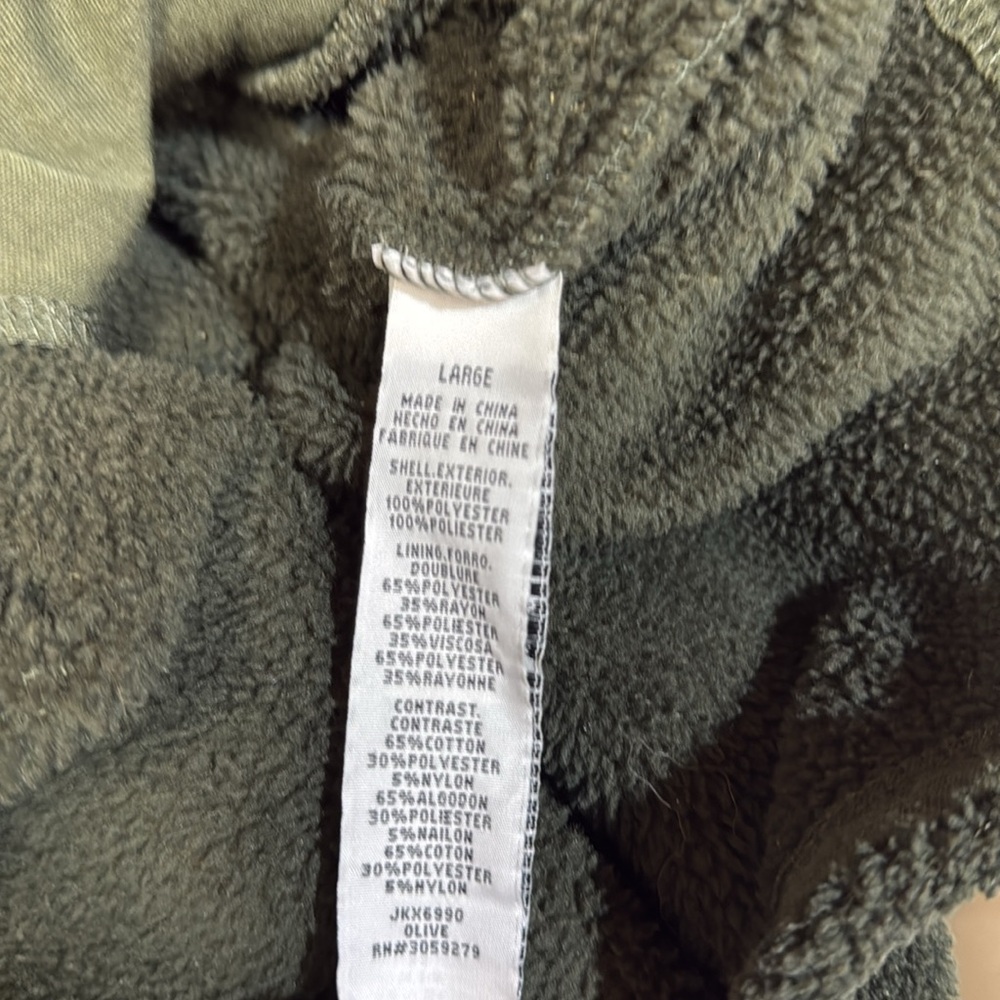 LARGE
MADE IN CHINA
HECHO EN CHINA
FABRIQUE EN CHINE
SHELL.EXTERIOR.
EXTERIEURE
100%POLYESTER
100%POLIESTER
LINING.FORRO.
DOUBLURE
65%POLYESTER
35%RAYON
65%POLIESTER
35%VISCOSA
65%POLYESTER
35%RAYONNE
CONTRAST.
CONTRASTE
65%COTTON
30%POLYESTER
5%NYLON
65%ALGODON
30%POLIESTER
5%NAILON
65%COTON
30%POLYESTER
5%NYLON
JKX6990
OLIVE
RN#3059279